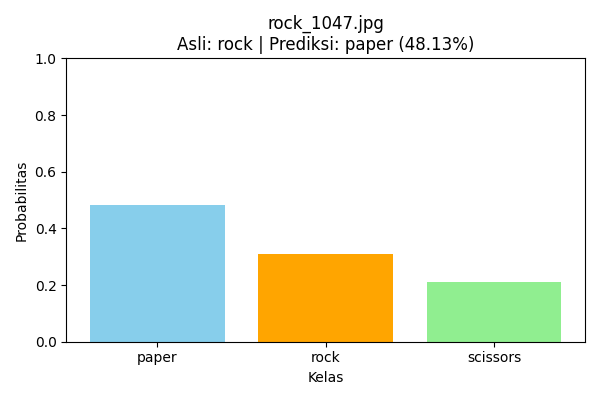 rock_1047.jpg
Asli: rock | Prediksi: paper (48.13%)
1.0
0.8
0.6
0.4
0.2
0.0
Probabilitas
paper rock scissors
Kelas